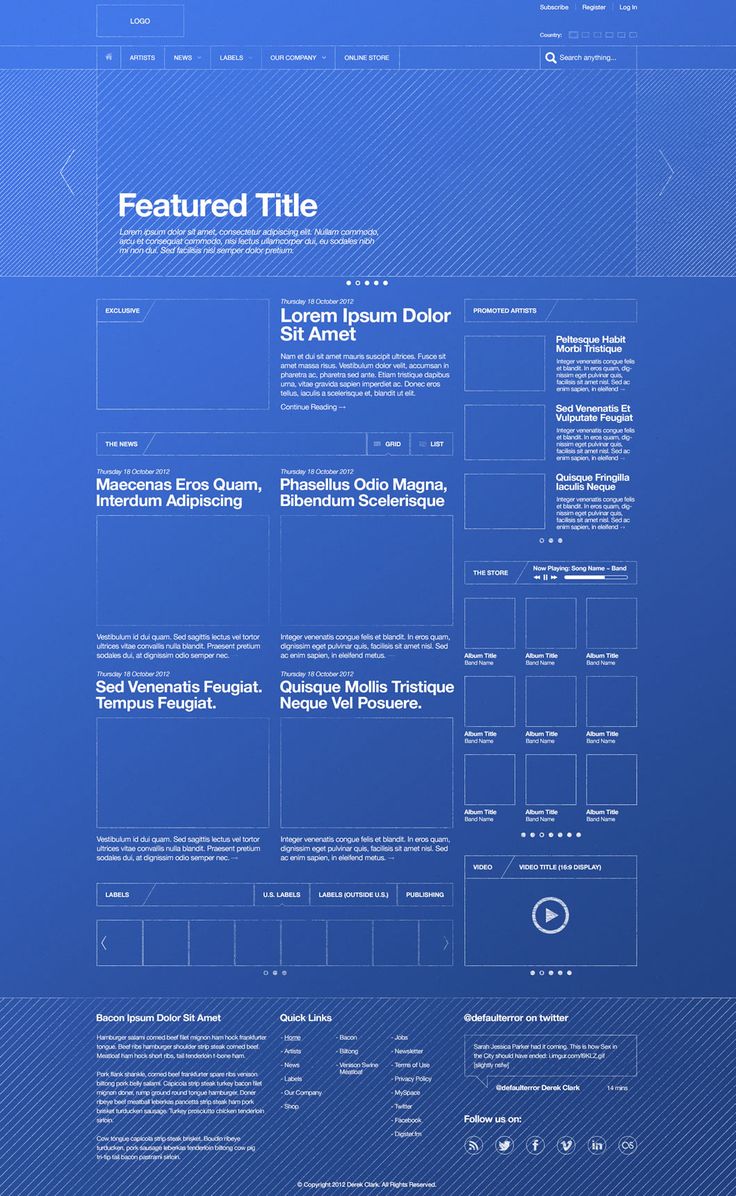 Subscribe
Register
Log In
LOGO
Country:
ARTISTS
NEWS
LABELS
OUR COMPANY
ONLINE STORE
Search anything...
Featured Title
Lorem ipsum dolor sit amet, consectetur adipiscing elit. Nullam commodo,
arcu et consequat commodo, nisi lectus ullamcorper dui, eu sodales nibh
mi non dui. Sed facilisis nisl semper dolor pretium.
EXCLUSIVE
Thursday 18 October 2012
Lorem Ipsum Dolor
Sit Amet
Nam et dui sit amet mauris suscipit ultrices. Fusce sit
amet massa risus. Vestibulum dolor velit, accumsan in
pharetra ac, pharetra sed ante. Etiam tristique dapibus
urna, vitae gravida sapien imperdiet ac. Donec eros
tellus, iaculis a scelerisque et, blandit ut elit.
Continue Reading →
THE NEWS
GRID
LIST
Thursday 18 October 2012
Maecenas Eros Quam,
Interdum Adipiscing
Vestibulum id dui quam. Sed sagittis lectus vel tortor
ultrices vitae convallis nulla blandit. Praesent pretium
sodales dui, at dignissim odio semper nec.
Thursday 18 October 2012
Phasellus Odio Magna,
Bibendum Scelerisque
Integer venenatis congue felis et blandit. In eros quam,
dignissim eget pulvinar quis, facilisis sit amet nisl. Sed
ac enim sapien, in eleifend metus.
Thursday 18 October 2012
Sed Venenatis Feugiat.
Tempus Feugiat.
Vestibulum id dui quam. Sed sagittis lectus vel tortor
ultrices vitae convallis nulla blandit. Praesent pretium
sodales dui, at dignissim odio semper nec. →
Thursday 18 October 2012
Quisque Mollis Tristique
Neque Vel Posuere.
Integer venenatis congue felis et blandit. In eros quam,
dignissim eget pulvinar quis, facilisis sit amet nisl. Sed
ac enim sapien, in eleifend metus. →
LABELS
U.S. LABELS
LABELS (OUTSIDE U.S.)
PUBLISHING
PROMOTED ARTISTS
Peltesque Habit
Morbi Tristique
Integer venenatis congue felis
et blandit. In eros quam, dig-
nissim eget pulvinar quis,
facilisis sit amet nisl. Sed ac
enim sapien, in eleifend →
Sed Venenatis Et
Vulputate Feugiat
Integer venenatis congue felis
et blandit. In eros quam, dig-
nissim eget pulvinar quis,
facilisis sit amet nisl. Sed ac
enim sapien, in eleifend →
Quisque Fringilla
Iaculis Neque
Integer venenatis congue felis
et blandit. In eros quam, dig-
nissim eget pulvinar quis,
facilisis sit amet nisl. Sed ac
enim sapien, in eleifend →
THE STORE
Now Playing: Song Name – Band
Album Title
Band Name
Album Title
Band Name
Album Title
Band Name
Album Title
Band Name
Album Title
Band Name
Album Title
Band Name
Album Title
Band Name
Album Title
Band Name
Album Title
Band Name
VIDEO
VIDEO TITLE (16:9 DISPLAY)
Bacon Ipsum Dolor Sit Amet
Hamburger salami corned beef filet mignon ham hock frankfurter
tongue. Beef ribs hamburger shoulder strip steak corned beef.
Meatloaf ham hock short ribs, tail tenderloin t-bone ham.
Pork flank shankle, corned beef frankfurter spare ribs venison
biltong pork belly salami. Capicola strip steak turkey bacon filet
mignon doner, rump ground round tongue hamburger. Doner
ribeye beef meatball leberkas pancetta strip steak ham pork
brisket turducken sausage. Turkey prosciutto chicken tenderloin
sirloin.
Cow tongue capicola strip steak brisket. Boudin ribeye
turducken, pork sausage leberkas tenderloin biltong cow pig
tri-tip tail bacon pastrami sirloin.
Quick Links
- Home
- Artists
- News
- Labels
- Our Company
- Shop
- Bacon
- Biltong
- Venison Swine
Meatloaf
- Jobs
- Newsletter
- Terms of Use
- Privacy Policy
- MySpace
- Twitter
- Facebook
- Digster.fm
@defaulterror on twitter
Sarah Jessica Parker had it coming. This is how Sex in
the City should have ended:
[slightly nsfw]
@defaulterror Derek Clark
14 mins
Follow us on:
© Copyright 2012 Derek Clark. All Rights Reserved.